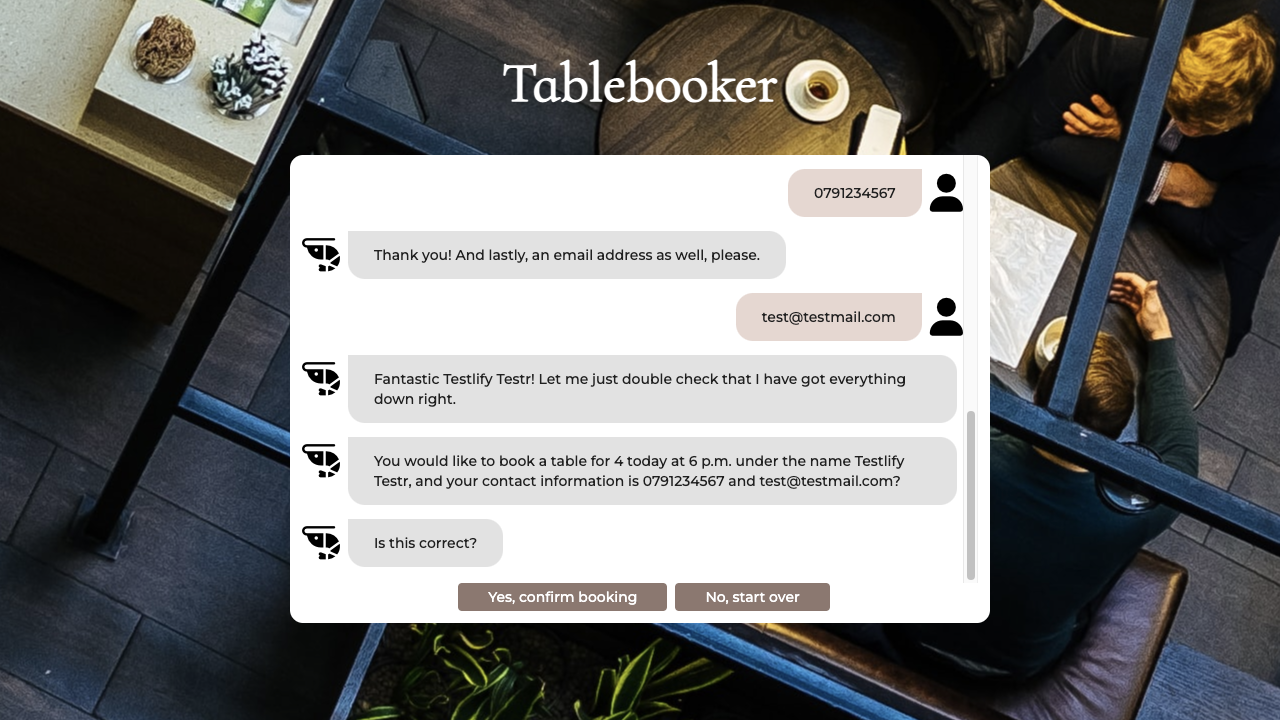 Tablebooker
0791234567
Thank you! And lastly, an email address as well, please.
test@testmail.com
Fantastic Testlify Testr! Let me just double check that I have got everything
down right.
You would like to book a table for 4 today at 6 p.m. under the name Testlify
Testr, and your contact information is 0791234567 and test@testmail.com?
Is this correct?
Yes, confirm booking
No, start over